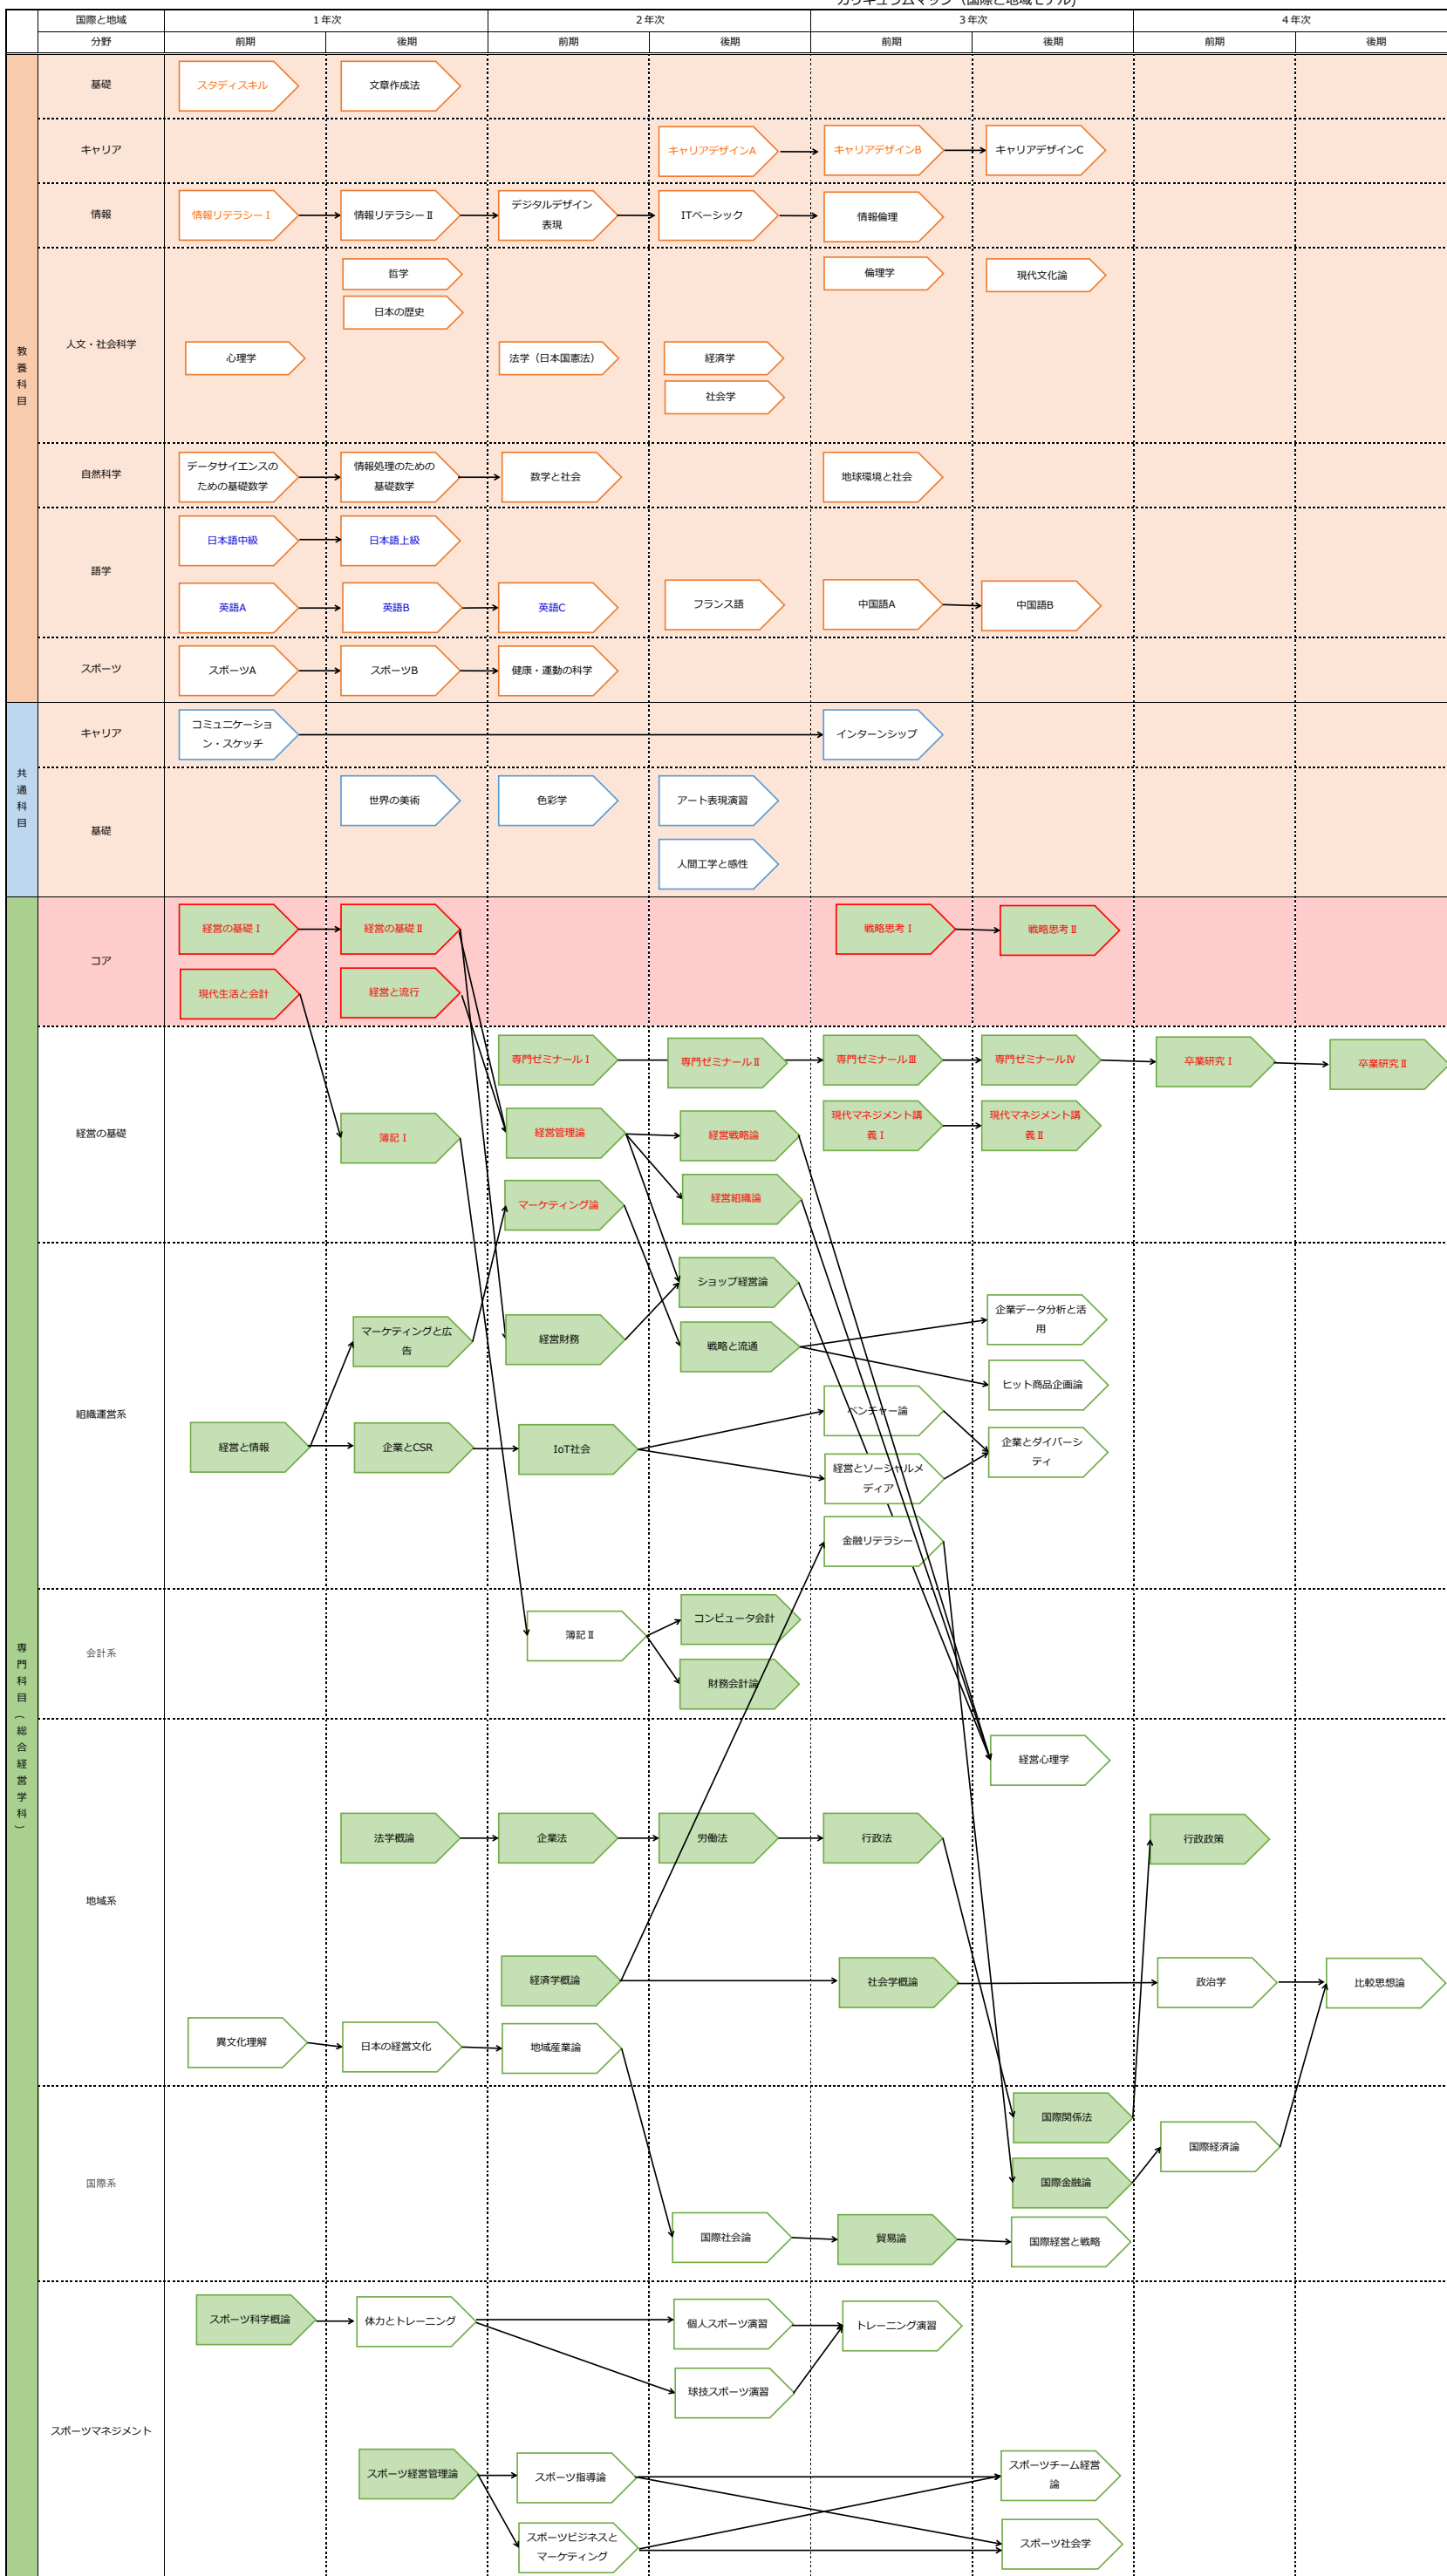 カリキュラムマップ（国際と地域モデル)
国際と地域
1年次
2年次
3年次
4年次
分野
前期
後期
前期
後期
前期
後期
前期
後期
教養科目
基礎
スタディスキル
文章作成法
キャリア
キャリアデザインA
キャリアデザインB
キャリアデザインC
情報
情報リテラシーⅠ
情報リテラシーⅡ
デジタルデザイン
表現
ITベーシック
情報倫理
人文・社会科学
哲学
倫理学
現代文化論
日本の歴史
心理学
法学（日本国憲法）
経済学
社会学
自然科学
データサイエンスの
ための基礎数学
情報処理のための
基礎数学
数学と社会
地球環境と社会
語学
日本語中級
日本語上級
英語A
英語B
英語C
フランス語
中国語A
中国語B
スポーツ
スポーツA
スポーツB
健康・運動の科学
共通科目
キャリア
コミュニケーショ
ン・スケッチ
インターンシップ
基礎
世界の美術
色彩学
アート表現演習
人間工学と感性
専門科目（総合経営学科）
コア
経営の基礎Ⅰ
経営の基礎Ⅱ
戦略思考Ⅰ
戦略思考Ⅱ
現代生活と会計
経営と流行
経営の基礎
専門ゼミナールⅠ
専門ゼミナールⅡ
専門ゼミナールⅢ
専門ゼミナールⅣ
卒業研究Ⅰ
卒業研究Ⅱ
簿記Ⅰ
経営管理論
経営戦略論
現代マネジメント講
義Ⅰ
現代マネジメント講
義Ⅱ
マーケティング論
経営組織論
組織運営系
ショップ経営論
マーケティングと広
告
経営財務
戦略と流通
企業データ分析と活
用
ヒット商品企画論
ベンチャー論
経営と情報
企業とCSR
IoT社会
企業とダイバーシ
ティ
経営とソーシャルメ
ディア
金融リテラシー
会計系
簿記Ⅱ
コンピュータ会計
財務会計論
地域系
経営心理学
法学概論
企業法
労働法
行政法
行政政策
経済学概論
社会学概論
政治学
比較思想論
異文化理解
日本の経営文化
地域産業論
国際系
国際関係法
国際経済論
国際金融論
国際社会論
貿易論
国際経営と戦略
スポーツマネジメント
スポーツ科学概論
体力とトレーニング
個人スポーツ演習
トレーニング演習
球技スポーツ演習
スポーツ経営管理論
スポーツ指導論
スポーツチーム経営
論
スポーツビジネスと
マーケティング
スポーツ社会学